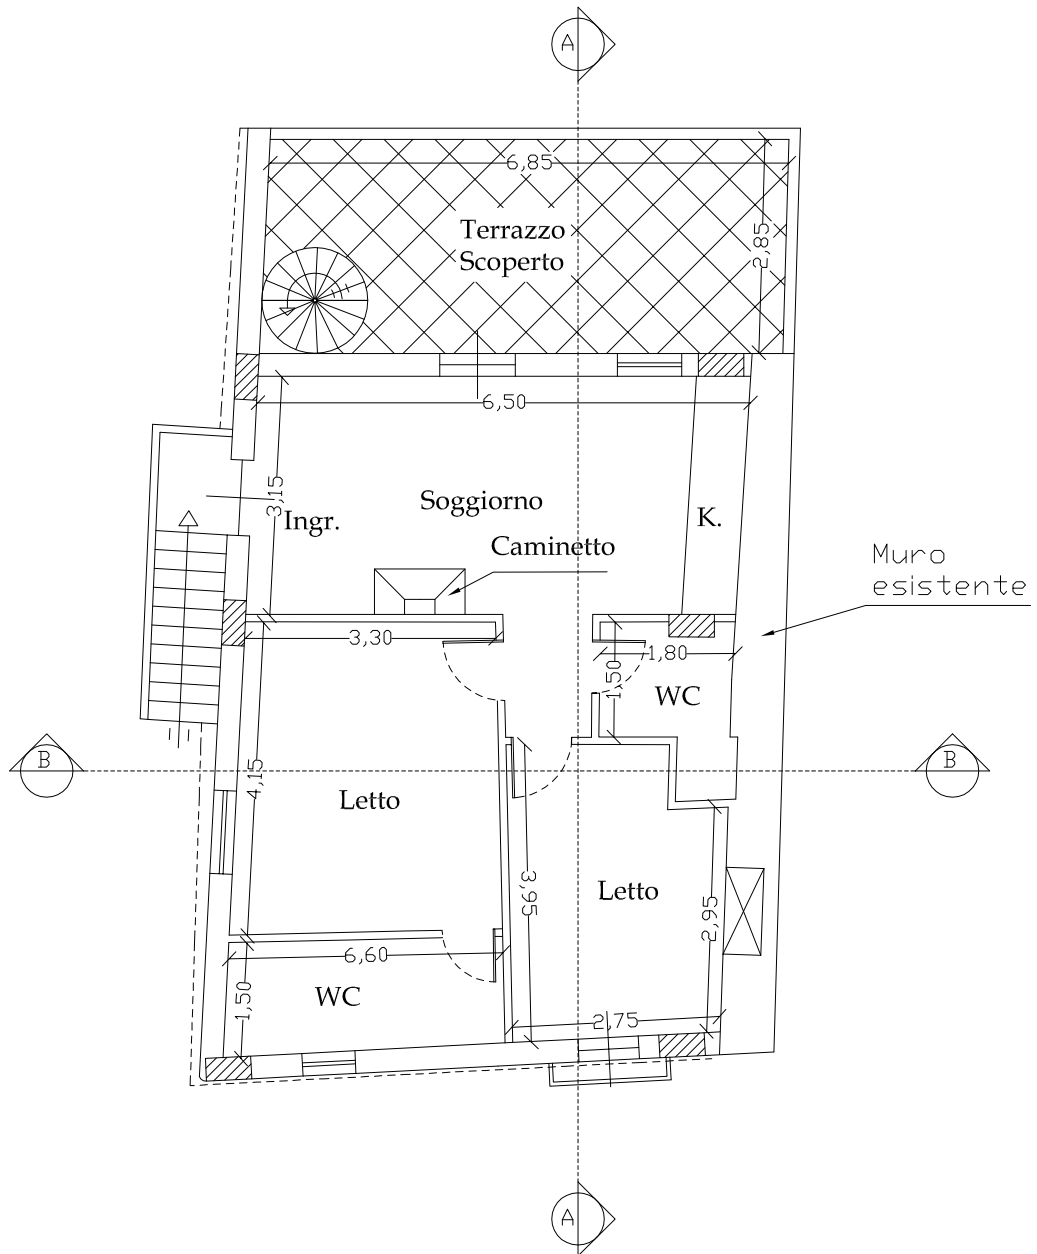 A
6,85
Terrazzo
Scoperto
2,85
6,50
3,15
Soggiorno
Ingr.
K.
Caminetto
Muro
esistente
3,30
1,80
1,50
WC
B
B
4,15
Letto
Letto
3,95
2,95
6,60
WC
1,50
2,75
A